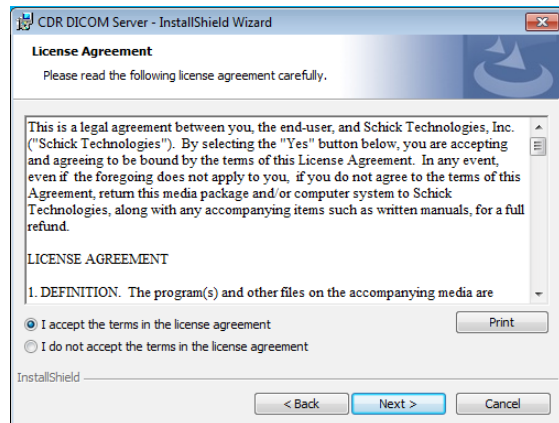 CDR DICOM Server - InstallShield Wizard
License Agreement
Please read the following license agreement carefully.
This is a legal agreement between you, the end-user, and Schick Technologies, Inc.
("Schick Technologies").  By selecting the "Yes" button below, you are accepting
and agreeing to be bound by the terms of this License Agreement.  In any event,
even if  the foregoing does not apply to you,  if you do not agree to the terms of this
Agreement, return this media package and/or computer system to Schick
Technologies, along with any accompanying items such as written manuals, for a full
refund.
LICENSE AGREEMENT
1. DEFINITION.  The program(s) and other files on the accompanying media are
I accept the terms in the license agreement
Print
I do not accept the terms in the license agreement
InstallShield
< Back
Next >
Cancel